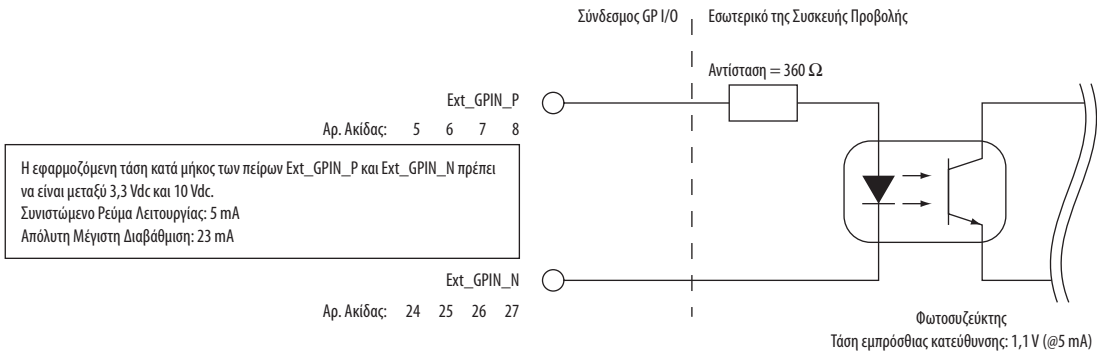 Σύνδεσμος GP I/O
Εσωτερικό της Συσκευής Προβολής
Αντίσταση = 360 Ω
Ext_GPIN_P
Αρ. Ακίδας: 5 6 7 8
Η εφαρμοζόμενη τάση κατά μήκος των πείρων Ext_GPIN_P και Ext_GPIN_N πρέπει
να είναι μεταξύ 3,3 Vdc και 10 Vdc.
Συνιστώμενο Ρεύμα Λειτουργίας: 5 mA
Απόλυτη Μέγιστη Διαβάθμιση: 23 mA
Ext_GPIN_N
Αρ. Ακίδας: 24 25 26 27
Φωτοσυζεύκτης
Τάση εμπρόσθιας κατεύθυνσης: 1,1 V (@5 mA)